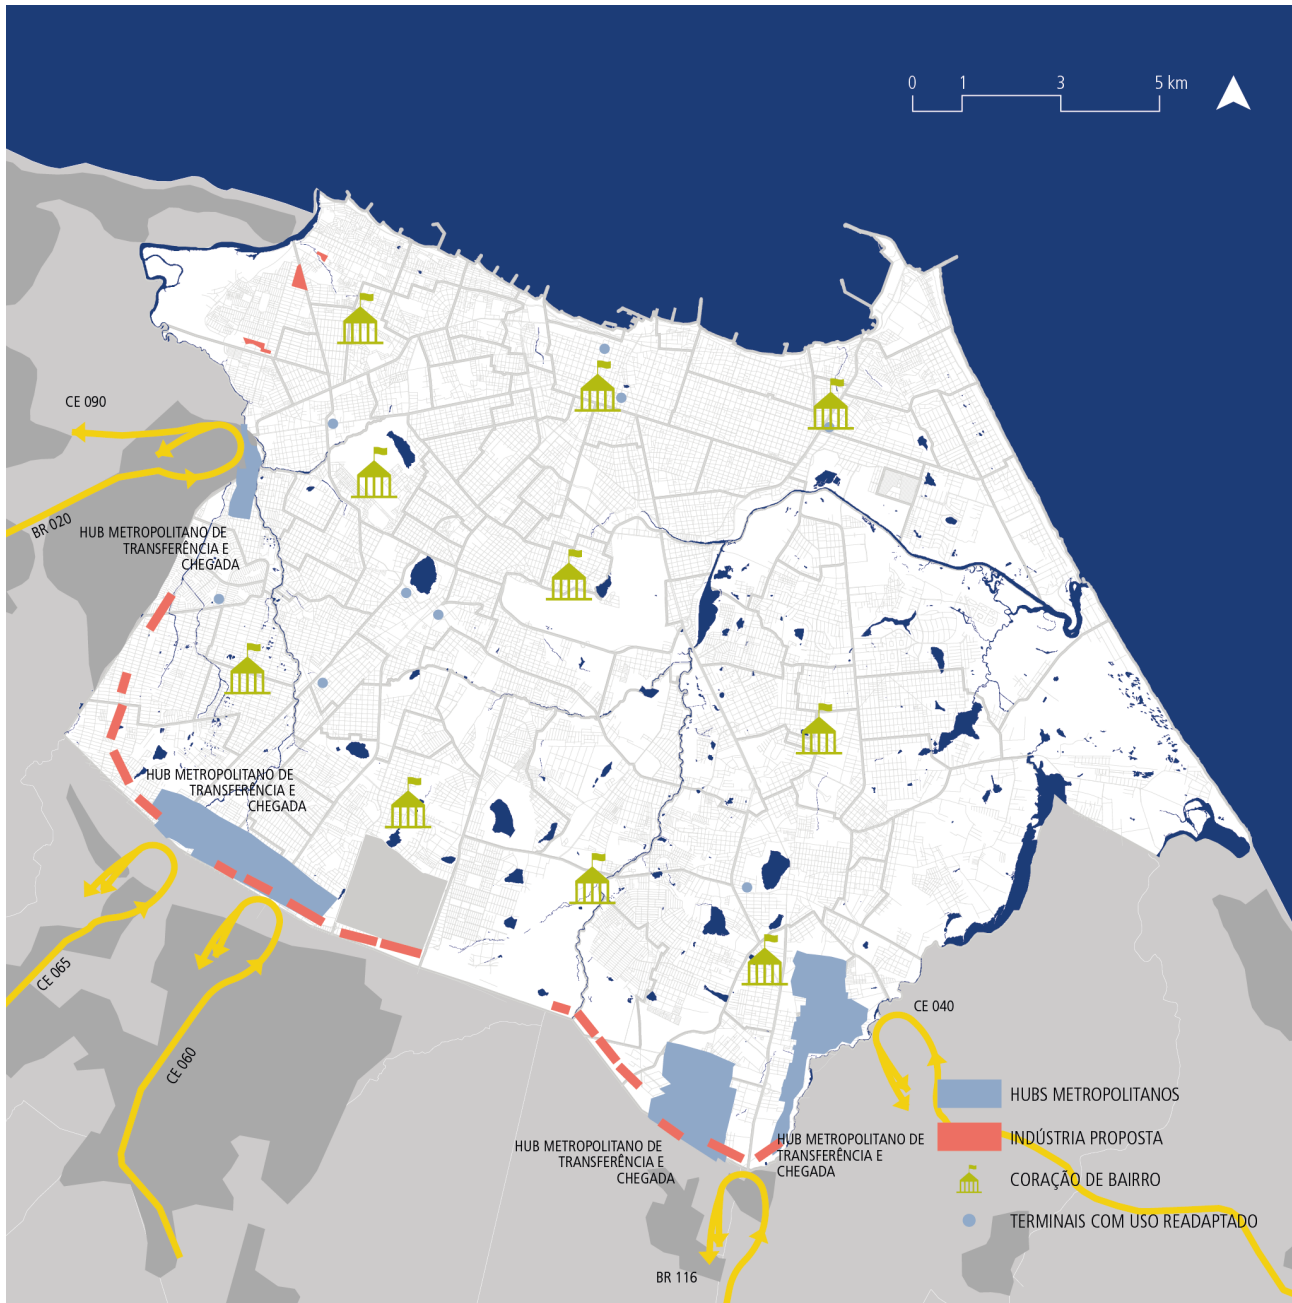 0 1 3 5 km
CE 090
BR 020
HUB METROPOLITANO DE
TRANSFERÊNCIA E
CHEGADA
HUB METROPOLITANO DE
TRANSFERÊNCIA E
CHEGADA
CE 065
CE 060
CE 040
HUBS METROPOLITANOS
INDÚSTRIA PROPOSTA
HUB METROPOLITANO DE
TRANSFERÊNCIA E
CHEGADA
HUB METROPOLITANO DE
TRANSFERÊNCIA E
CHEGADA
CORAÇÃO DE BAIRRO
TERMINAIS COM USO READAPTADO
BR 116